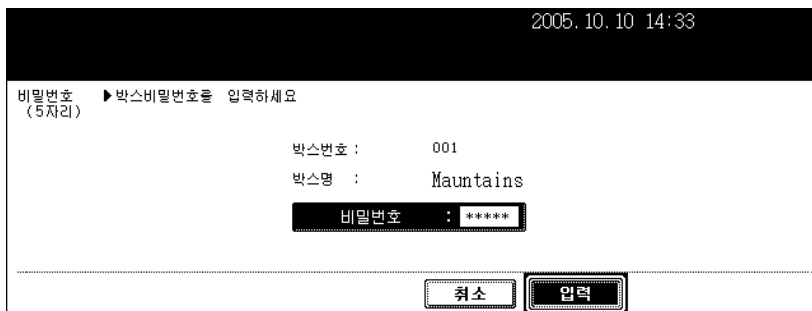 2005.10.10 14:33
비밀번호 ▶박스비밀번호를 입력하세요
(5자리)
박스번호 : 001
박스명 : Mauntains
비밀번호 : *****
취소 입력